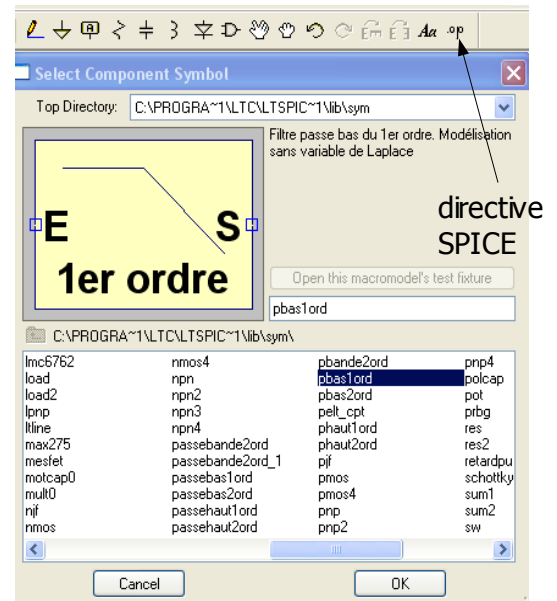 A
Aa .op
Select Component Symbol
Top Directory: C:\PROGRA~1\LTC\LTSPIC~1\lib\sym
Filtre passe bas du 1er ordre. Modélisation
sans variable de Laplace
E S
1er ordre
directive
SPICE
Open this macromodel's test fixture
pbas1ord
C:\PROGRA~1\LTC\LTSPIC~1\lib\sym\
lmc6762 nmos4 pbande2ord pnp4
load npn pbas1ord polcap
load2 npn2 pbas2ord pot
lpnp npn3 pelt_cpt prbg
ltline npn4 phaut1ord res
max275 passebande2ord phaut2ord res2
mesfet passebande2ord_1 pjf retardpu
motcap0 passebas1ord pmos schottky
mult0 passebas2ord pmos4 sum1
njf passehaut1ord pnp sum2
nmos passehaut2ord pnp2 sw
Cancel OK